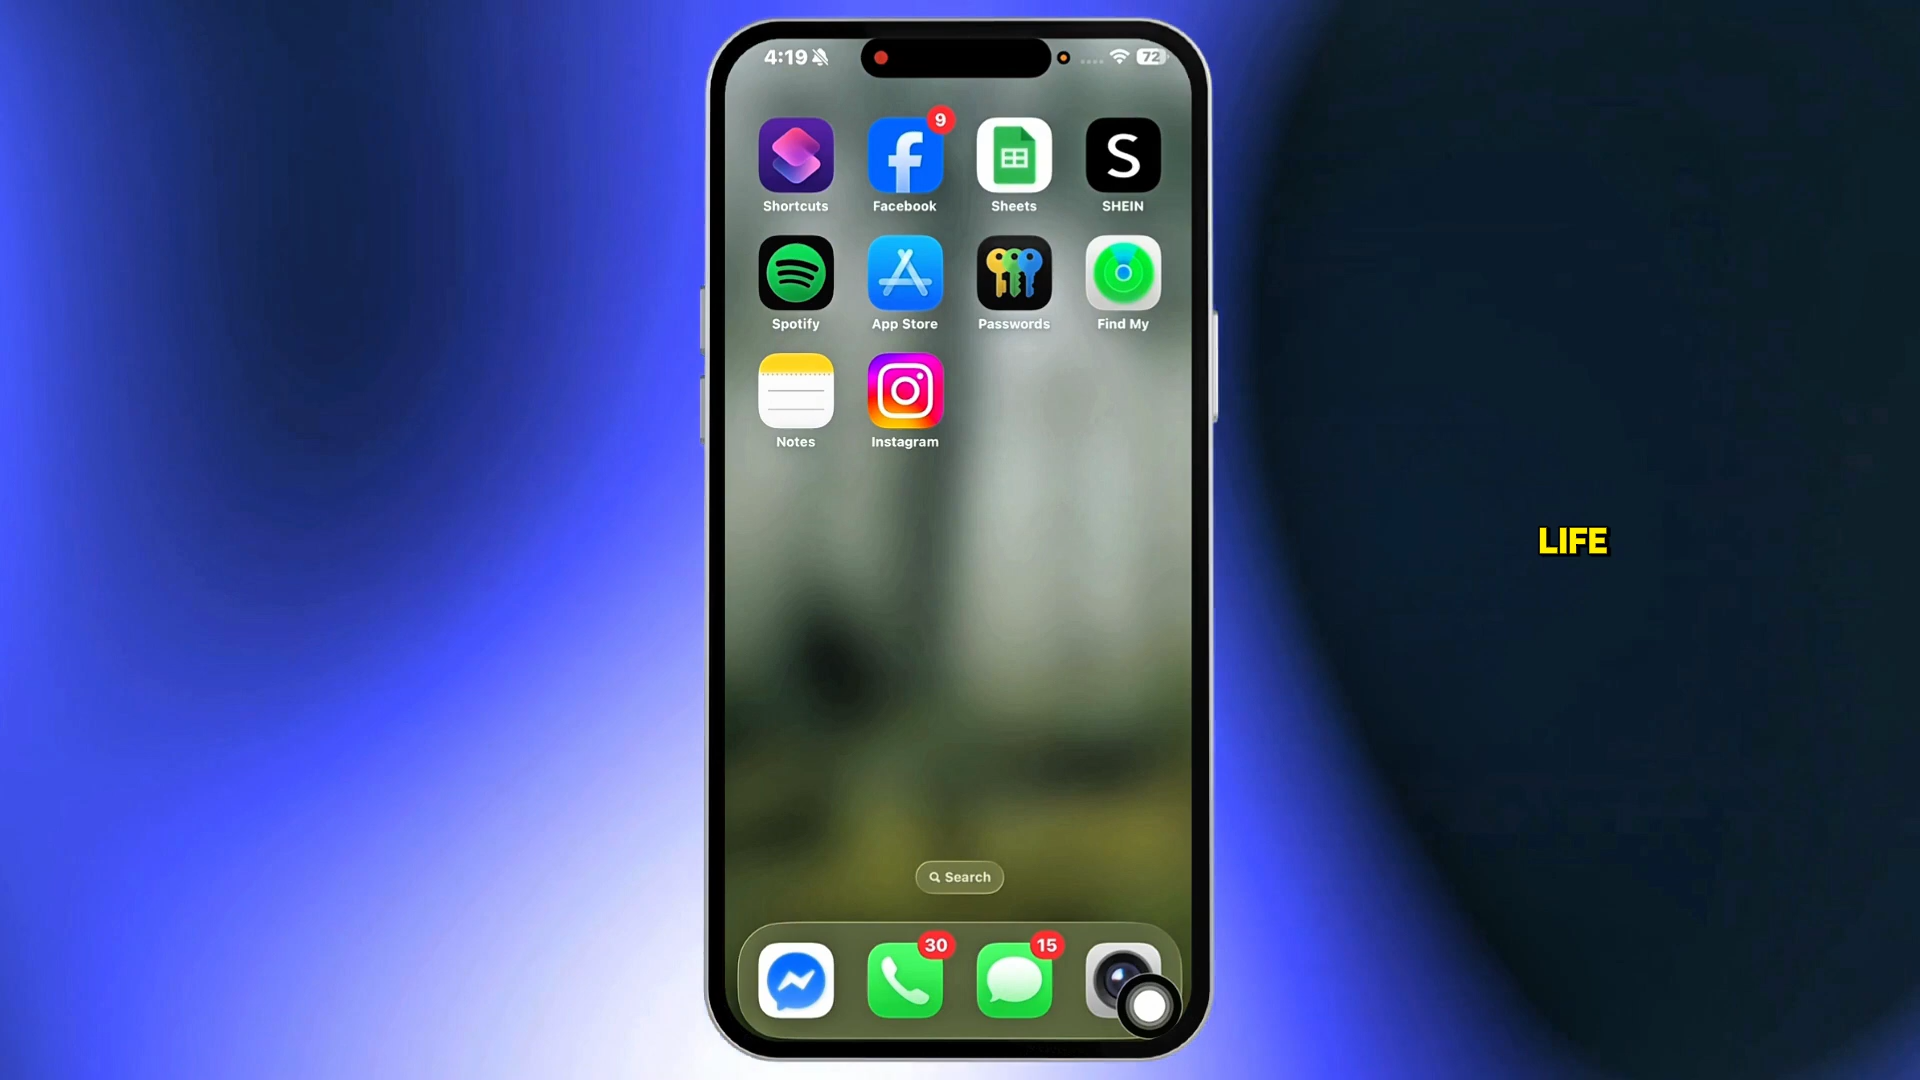 4:19
72
9
Shortcuts
Facebook
Sheets
S
SHEIN
Spotify
App Store
Passwords
Find My
Notes
Instagram
Search
30
15
LIFE